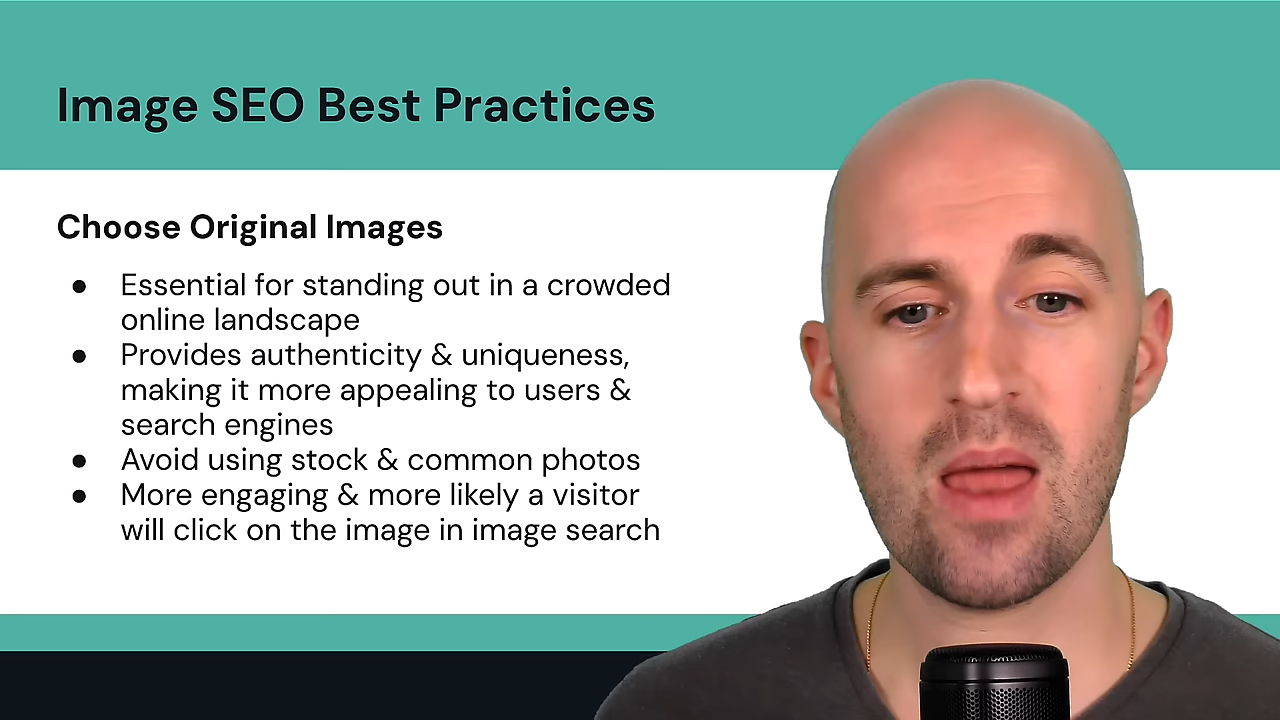 Image SEO Best Practices
Choose Original Images
● Essential for standing out in a crowded
online landscape
● Provides authenticity & uniqueness,
making it more appealing to users &
search engines
● Avoid using stock & common photos
● More engaging & more likely a visitor
will click on the image in image search